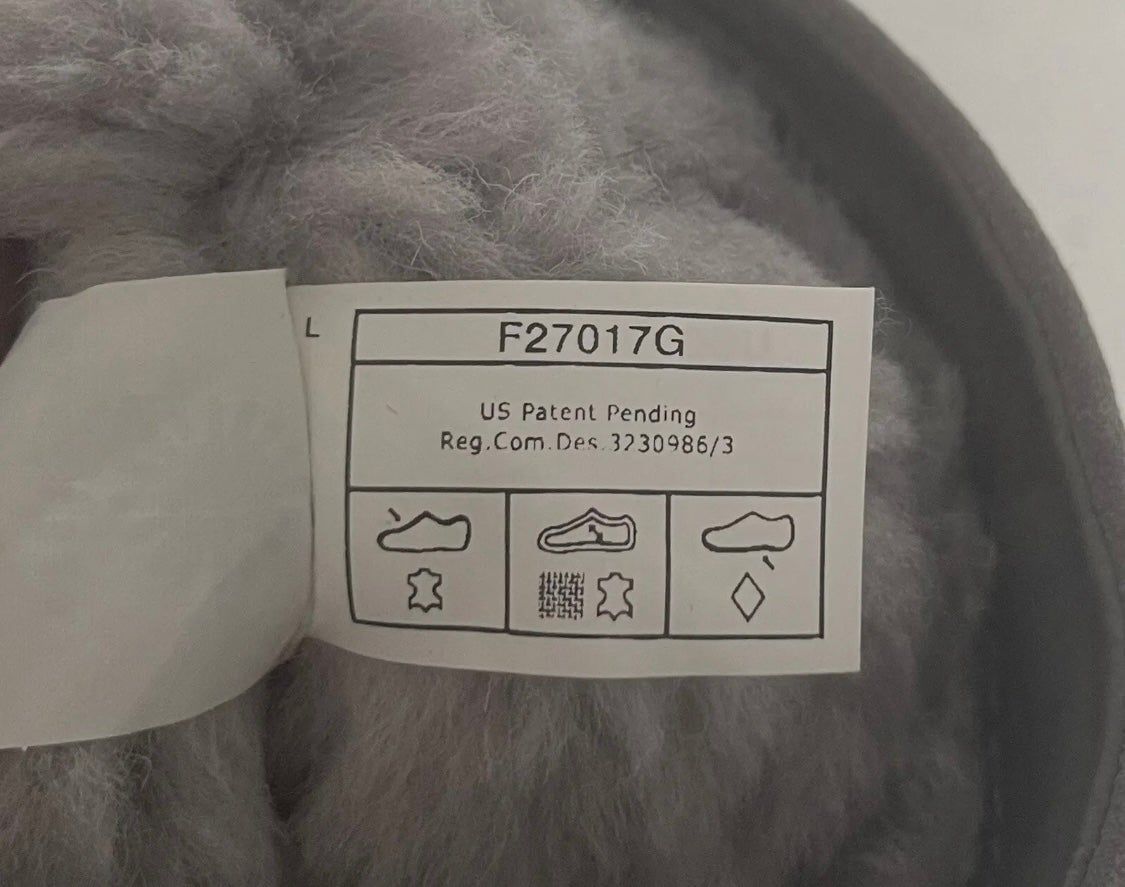 L
F27017G
US Patent Pending
Reg.Com.Des.3230986/3